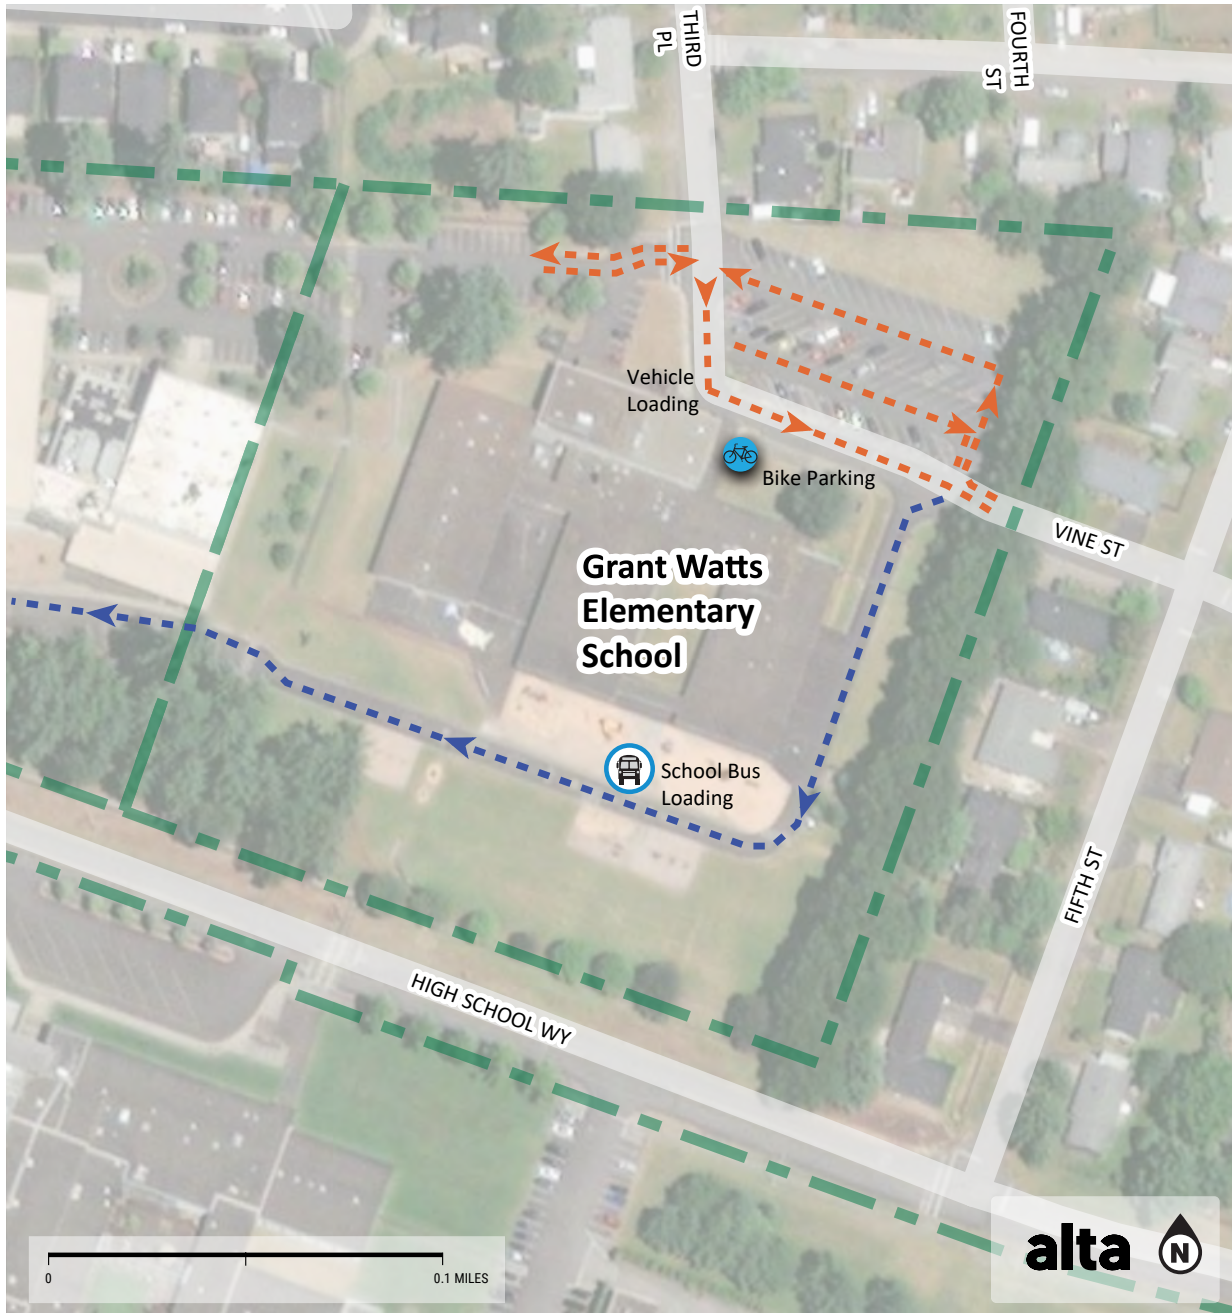 THIRD
PL
FOURTH
ST
Vehicle
Loading
Bike Parking
VINE ST
Grant Watts
Elementary
School
School Bus
Loading
FIFTH ST
HIGH SCHOOL WY
alta
N
0
0.1 MILES